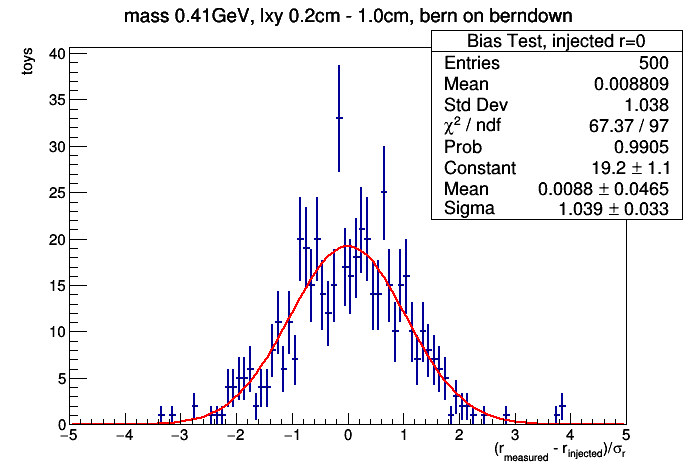 mass 0.41GeV, lxy 0.2cm - 1.0cm, bern on berndown
toys
Bias Test, injected r=0
Entries 500
Mean 0.008809
Std Dev 1.038
χ² / ndf 67.37 / 97
Prob 0.9905
Constant 19.2 ± 1.1
Mean 0.0088 ± 0.0465
Sigma 1.039 ± 0.033
40
35
30
25
20
15
10
5
0
−5 −4 −3 −2 −1 0 1 2 3 4 5
(r_measured - r_injected)/σ_r